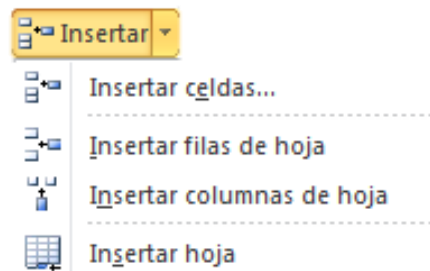 Insertar
Insertar celdas...
Insertar filas de hoja
Insertar columnas de hoja
Insertar hoja